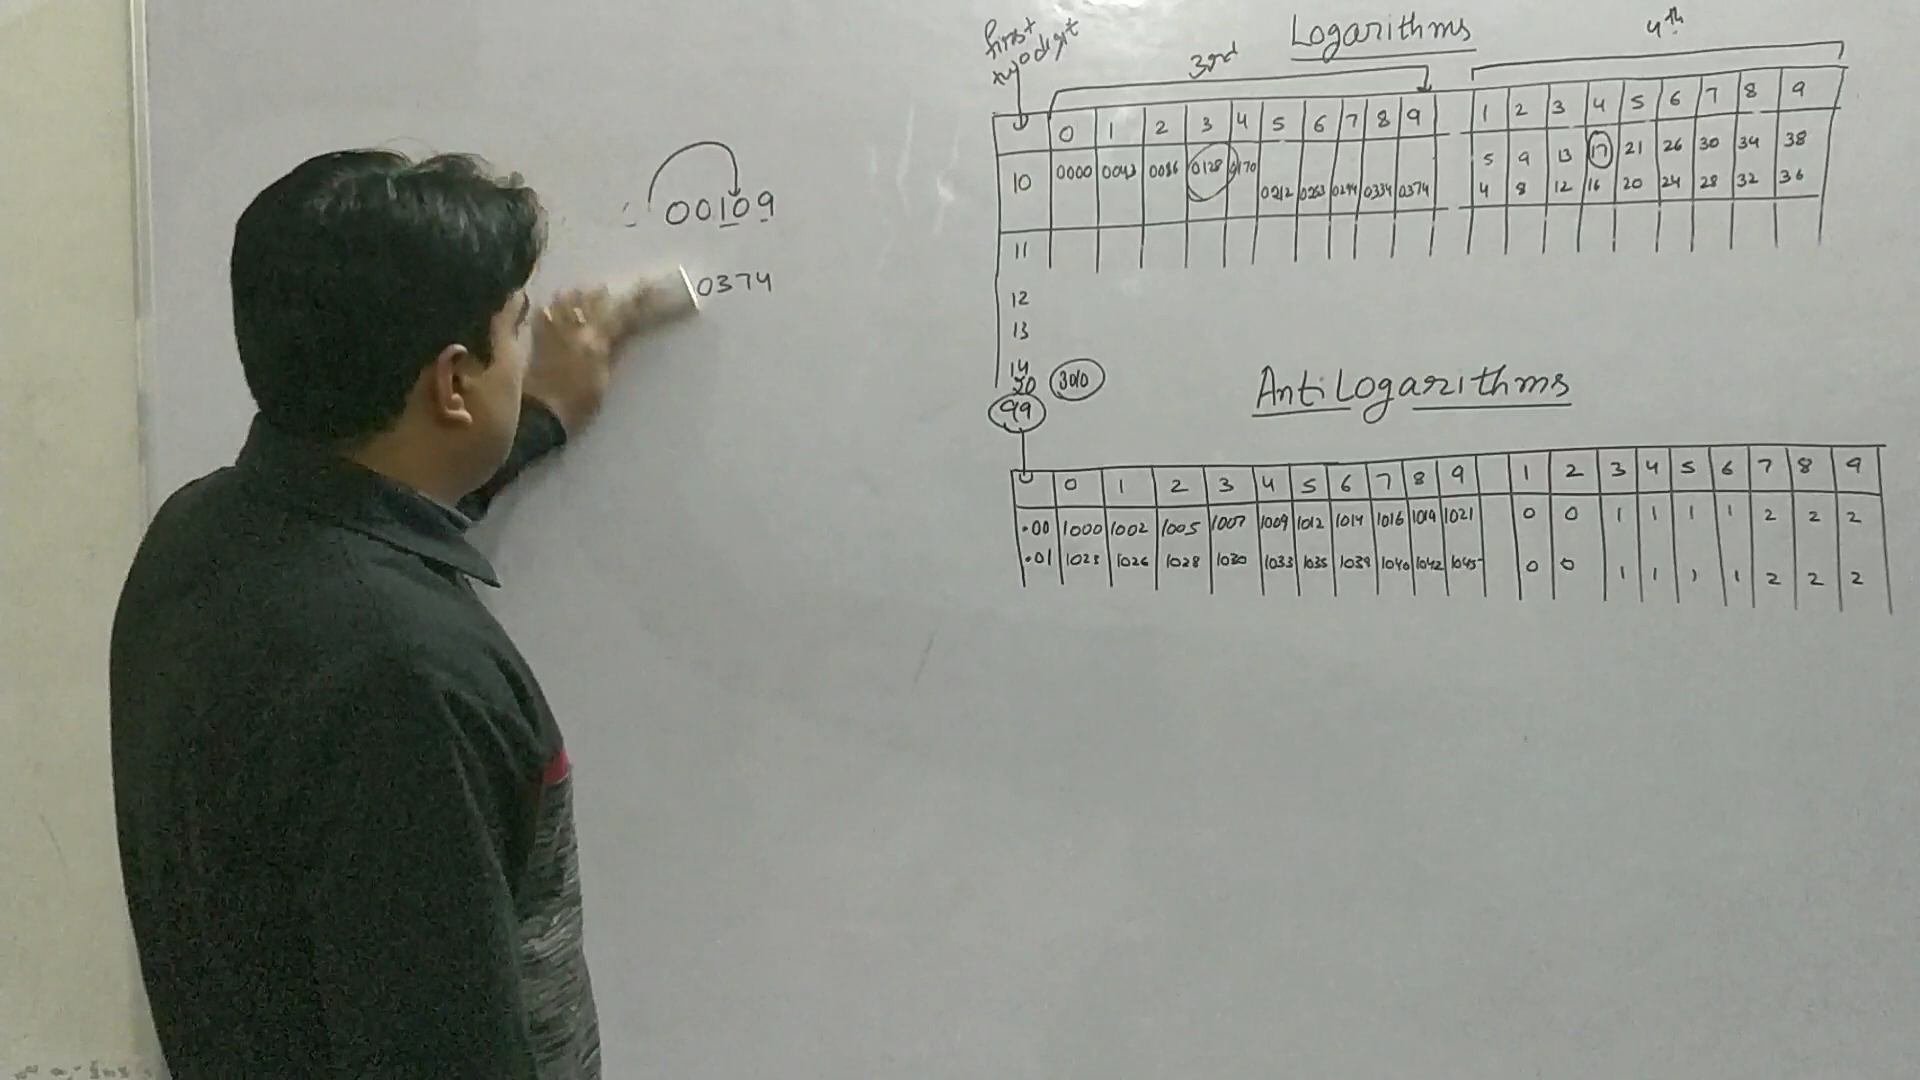 00109
0374
first
two digit
3rd
Logarithms
4th
0 1 2 3 4 5 6 7 8 9 1 2 3 4 5 6 7 8 9
10 0000 0043 0086 0128 0170 5 9 13 17 21 26 30 34 38
0212 0253 0294 0334 0374 4 8 12 16 20 24 28 32 36
11
12
13
14
20 3010
99
AntiLogarithms
0 1 2 3 4 5 6 7 8 9 1 2 3 4 5 6 7 8 9
.00 1000 1002 1005 1007 1009 1012 1014 1016 1019 1021 0 0 1 1 1 1 2 2 2
.01 1023 1026 1028 1030 1033 1035 1038 1040 1042 1045 0 0 1 1 1 1 2 2 2